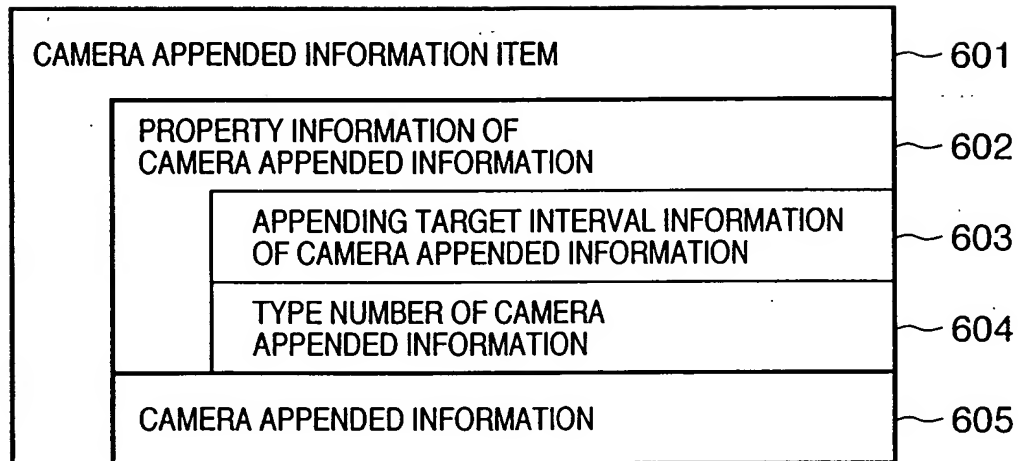 CAMERA APPENDED INFORMATION ITEM
601
PROPERTY INFORMATION OF
CAMERA APPENDED INFORMATION
602
APPENDING TARGET INTERVAL INFORMATION
OF CAMERA APPENDED INFORMATION
603
TYPE NUMBER OF CAMERA
APPENDED INFORMATION
604
CAMERA APPENDED INFORMATION
605